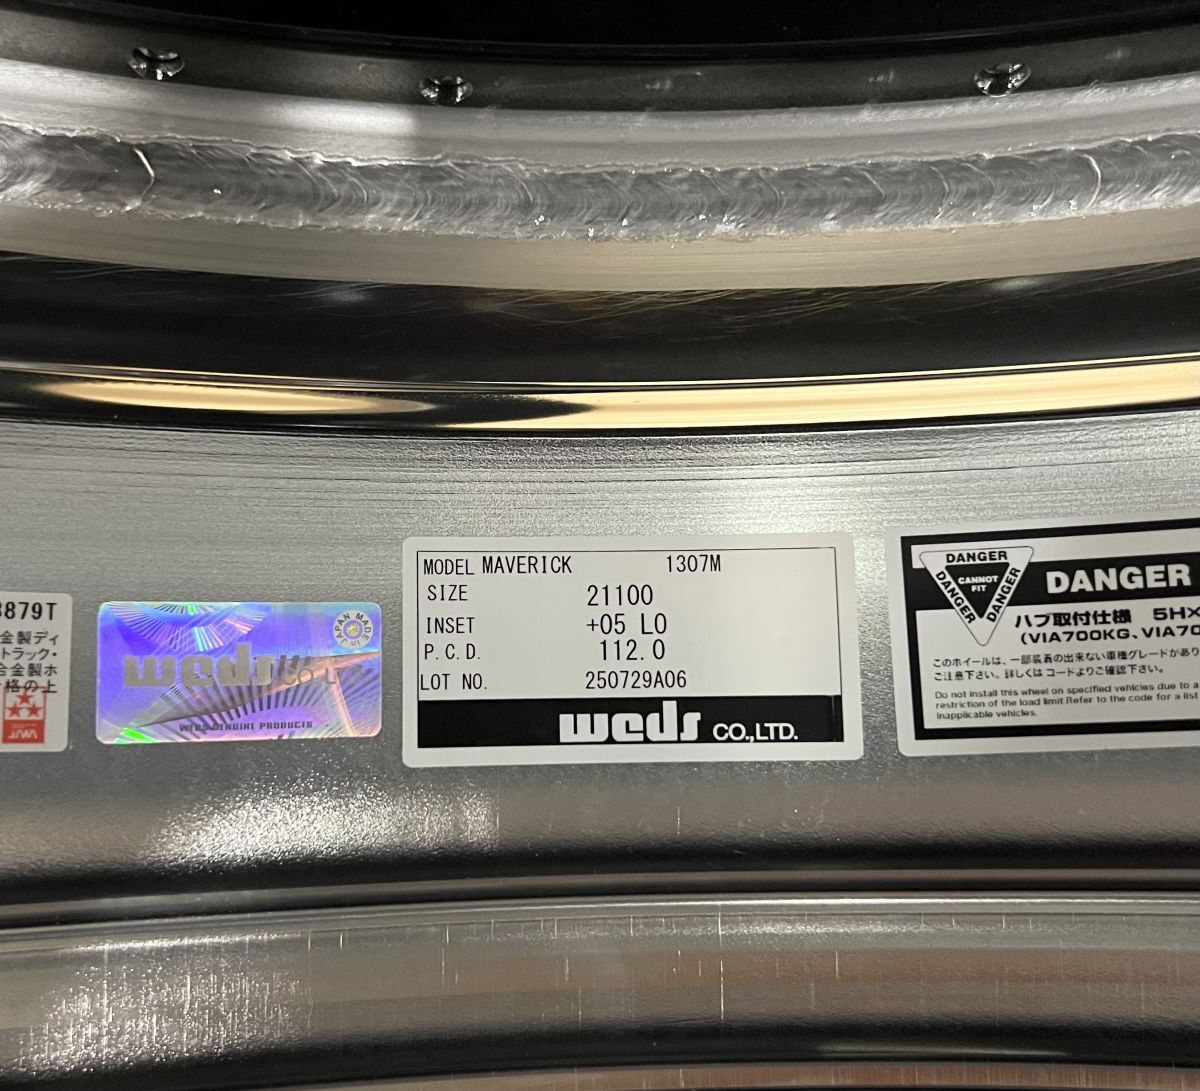 3879T
金製ディ
トラック・
合金製ホ
格の上
JWL
MADE in JAPAN
weds CO., LTD.
WEDS GENUINE PRODUCTS
MODEL MAVERICK 1307M
SIZE 21100
INSET +05 LO
P.C.D. 112.0
LOT NO. 250729A06
weds CO.,LTD.
DANGER
DANGER
DANGER
CANNOT
FIT
DANGER
ハブ取付仕様 5HX
(VIA700KG、VIA70
このホイールは、一部装着の出来ない車種グレードがあり
ご注意下さい。詳しくはコードよりご確認下さい。
Do not install this wheel on specified vehicles due to a
restriction of the load limit.Refer to the code for a list
inapplicable vehicles.